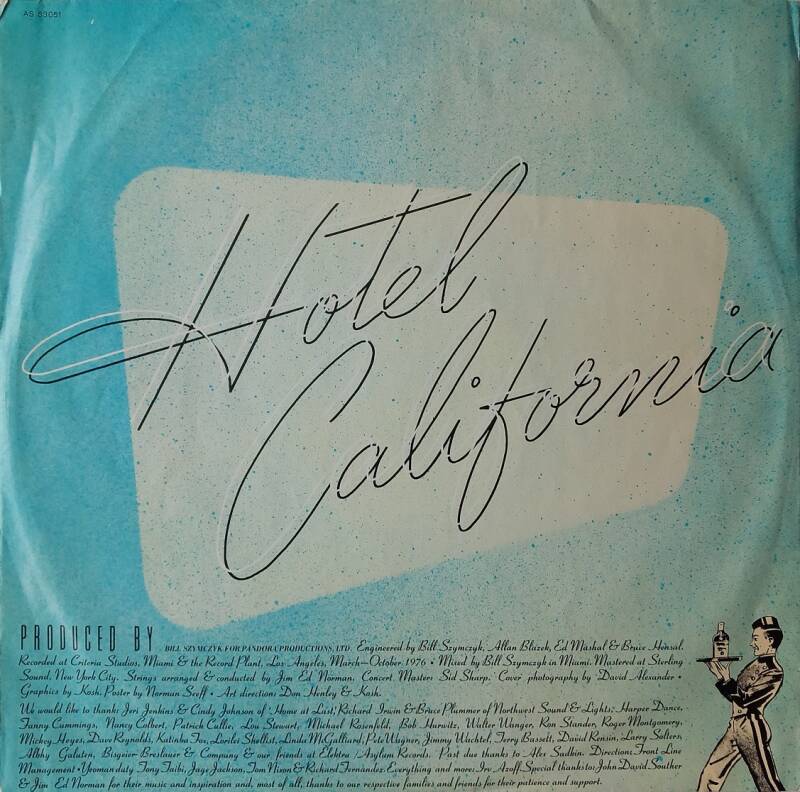 AS 53051
Hotel
California
PRODUCED BY BILL SZYMCZYK FOR PANDORA PRODUCTIONS, LTD. Engineered by Bill Szymczyk, Allan Blazek, Ed Mashal & Bruce Hensal.
Recorded at Criteria Studios, Miami & the Record Plant, Los Angeles, March—October 1976 • Mixed by Bill Szymczyk in Miami. Mastered at Sterling
Sound, New York City. Strings arranged & conducted by Jim Ed Norman. Concert Master: Sid Sharp. Cover photography by David Alexander •
Graphics by Kosh, Poster by Norman Seeff • Art direction: Don Henley & Kosh.
We would like to thank: Jeri Jenkins & Cindy Johnson of 'Home at Last'; Richard Irwin & Bruce Plummer of Northwest Sound & Lights; Harper Dance,
Fanny Cummings, Nancy Colbert, Patrick Cullie, Lou Stewart, Michael Rosenfeld, Bob Hurwitz, Walter Wanger, Ron Stander, Roger Montgomery,
Mickey Heyes, Dave Reynolds, Katinka Fox, Lorilee Shellist, Linda McGalliard, Pete Wagner, Jimmy Wachtel, Terry Bassett, David Rensin, Larry Solters,
Albhy Galuten, Bisgeier-Breslauer & Company & our friends at Elektra/Asylum Records. Past due thanks to Alex Sadkin. Direction: Front Line
Management • Yeoman duty Tony Taibi, Jage Jackson, Tom Nixon & Richard Fernandez. Everything and more: Irv Azoff. Special thanks to: John David Souther
& Jim Ed Norman for their music and inspiration and, most of all, thanks to our respective families and friends for their patience and support.